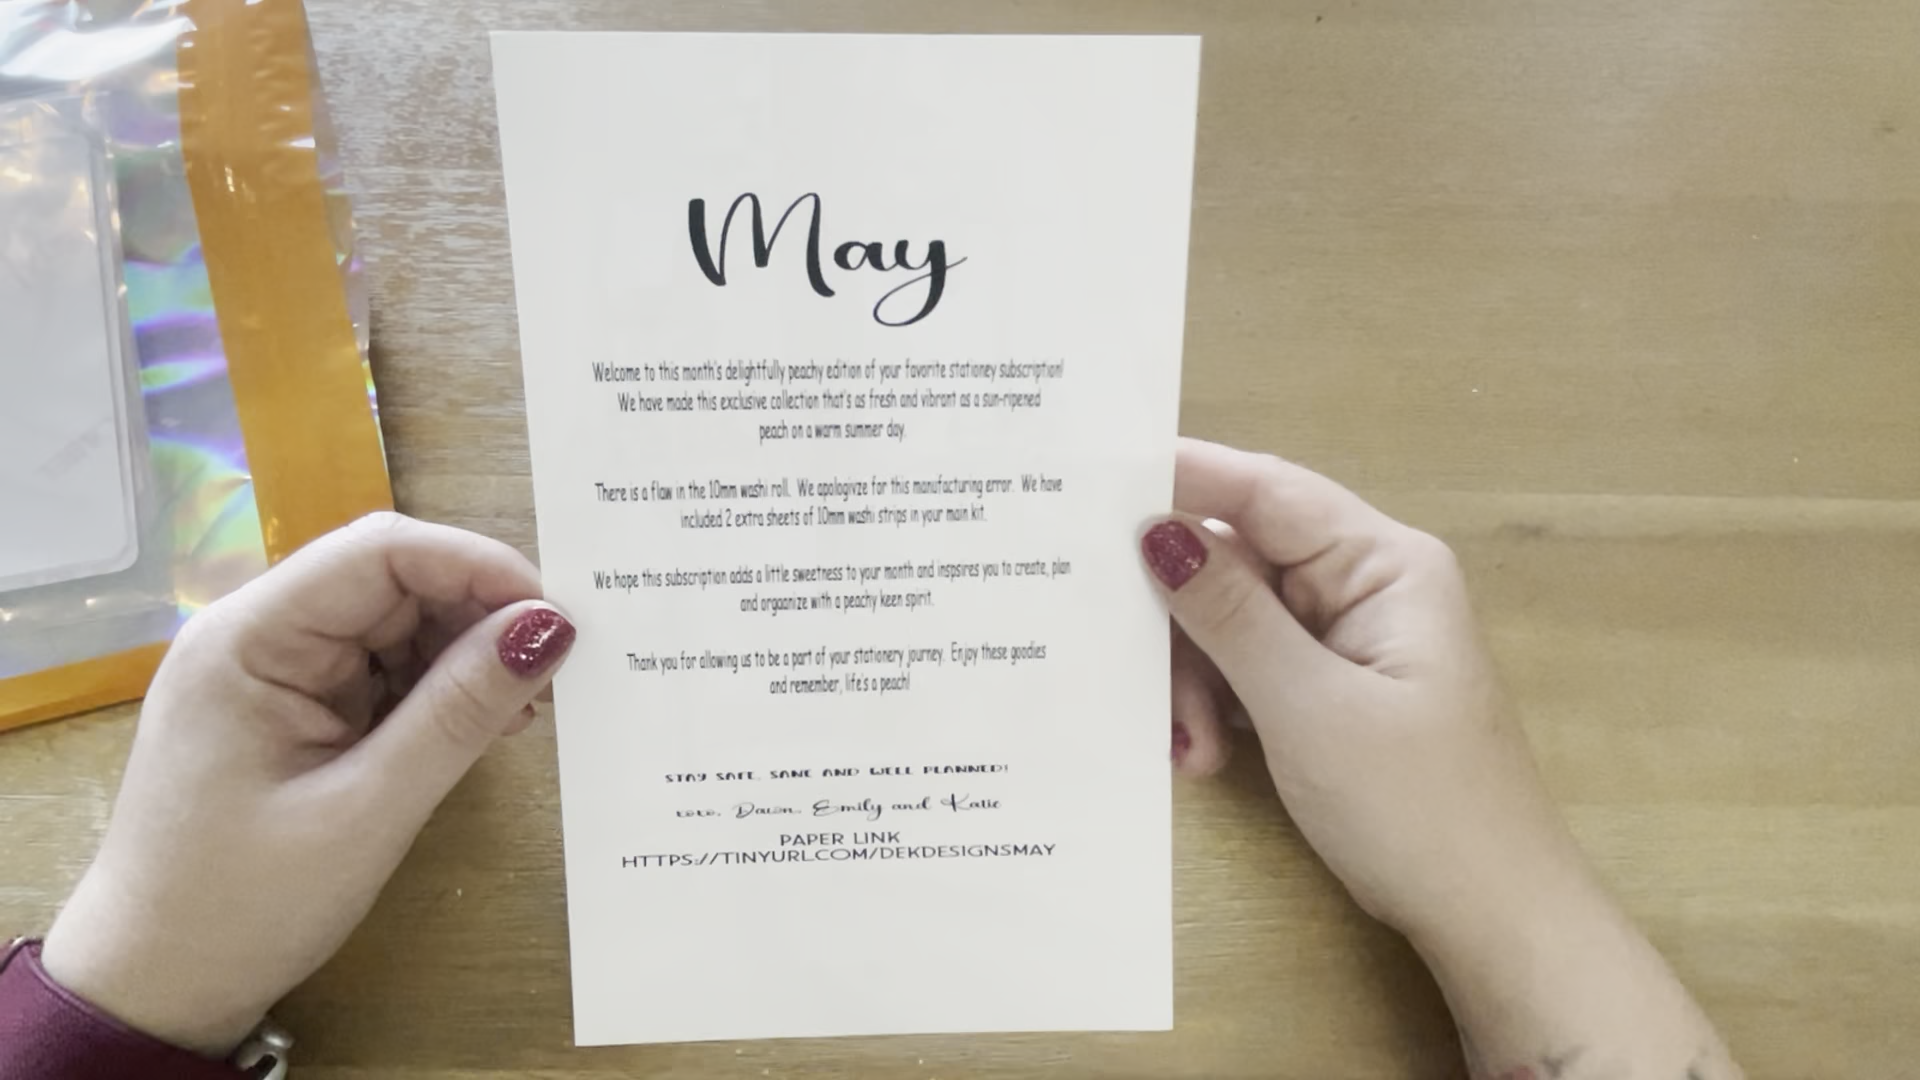 May
Welcome to this month's delightfully peachy edition of your favorite stationey subscription!
We have made this exclusive collection that's as fresh and vibrant as a sun-ripened
peach on a warm summer day.
There is a flaw in the 10mm washi roll. We apologivze for this manufacturing error. We have
included 2 extra sheets of 10mm washi strips in your main kit.
We hope this subscription adds a little sweetness to your month and inspsires you to create, plan
and orgaanize with a peachy keen spirit.
Thank you for allowing us to be a part of your stationery journey. Enjoy these goodies
and remember, life's a peach!
STAY SAFE, SANE AND WELL PLANNED!
xoxo, Dawn, Emily and Katie
PAPER LINK
HTTPS://TINYURL.COM/DEKDESIGNSMAY